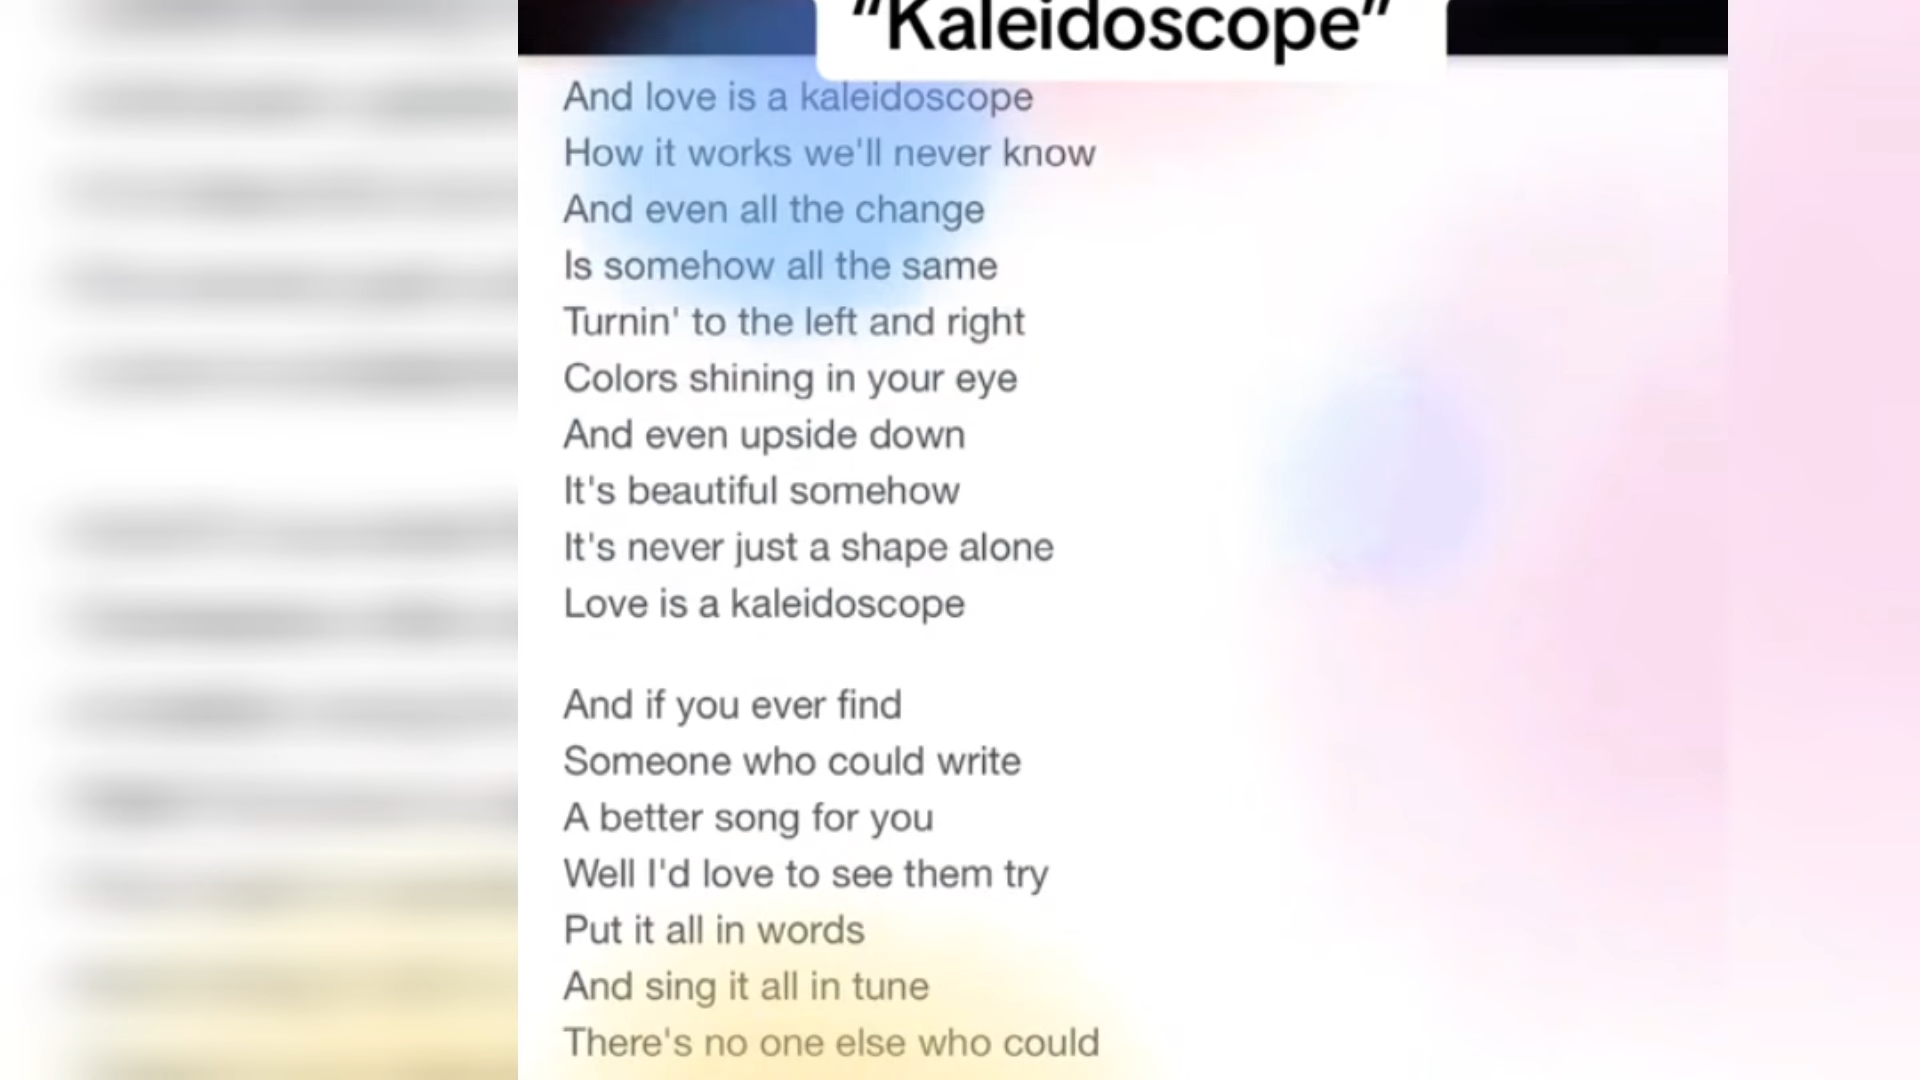 “Kaleidoscope”
And love is a kaleidoscope
How it works we'll never know
And even all the change
Is somehow all the same
Turnin' to the left and right
Colors shining in your eye
And even upside down
It's beautiful somehow
It's never just a shape alone
Love is a kaleidoscope
And if you ever find
Someone who could write
A better song for you
Well I'd love to see them try
Put it all in words
And sing it all in tune
There's no one else who could